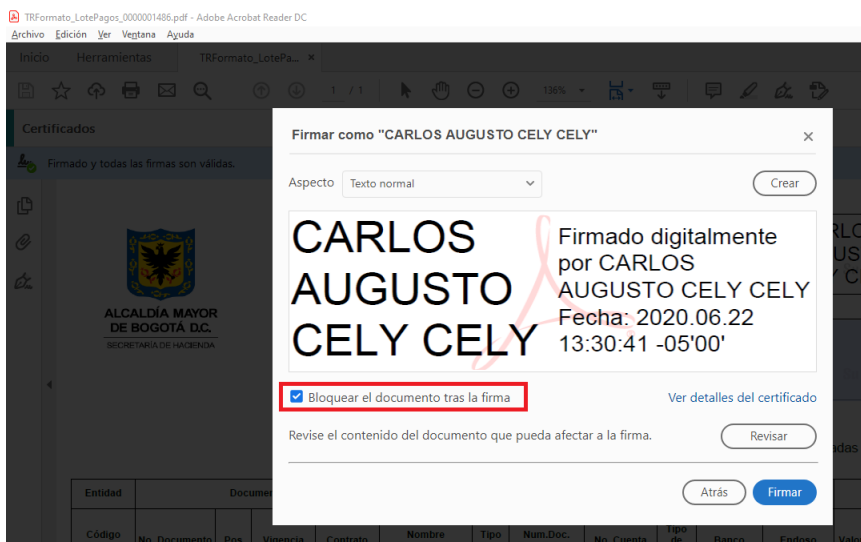 TRFormato_LotePagos_0000001486.pdf - Adobe Acrobat Reader DC
Archivo Edición Ver Ventana Ayuda
Inicio Herramientas TRFormato_LotePa... ×
1 / 1 136%
Certificados
Firmado y todas las firmas son válidas.
Firmar como "CARLOS AUGUSTO CELY CELY"
Aspecto Texto normal Crear
CARLOS
AUGUSTO
CELY CELY
Firmado digitalmente
por CARLOS
AUGUSTO CELY CELY
Fecha: 2020.06.22
13:30:41 -05'00'
Bloquear el documento tras la firma
Ver detalles del certificado
Revise el contenido del documento que pueda afectar a la firma. Revisar
Atrás Firmar
ALCALDÍA MAYOR
DE BOGOTÁ D.C.
SECRETARÍA DE HACIENDA
Entidad
Código No. Documento Pos. Vigencia Contrato Nombre Tipo Num.Doc. No. Cuenta Tipo de Banco Endoso